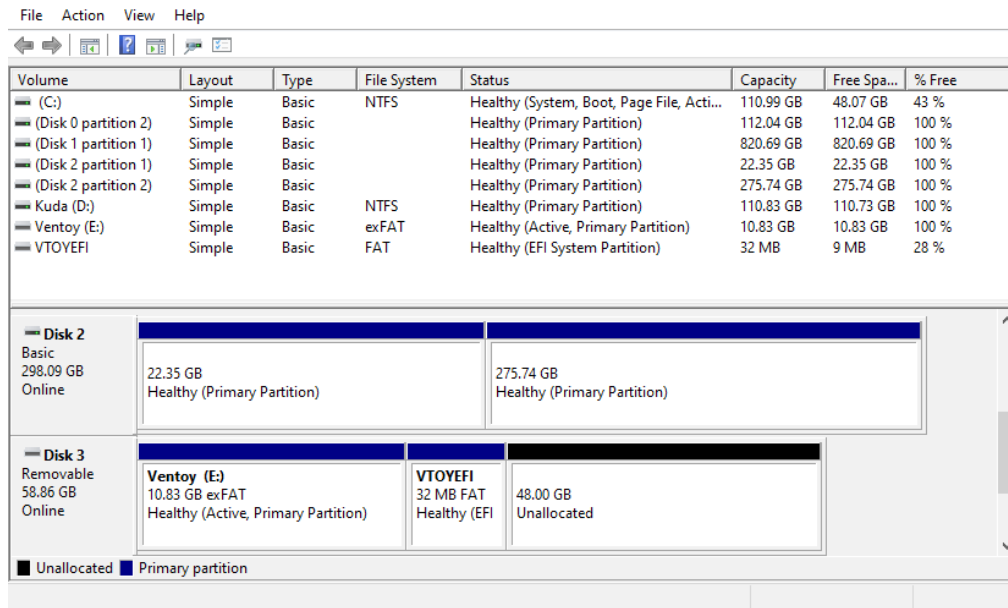 File Action View Help
Volume Layout Type File System Status Capacity Free Spa... % Free
(C:) Simple Basic NTFS Healthy (System, Boot, Page File, Acti... 110.99 GB 48.07 GB 43 %
(Disk 0 partition 2) Simple Basic Healthy (Primary Partition) 112.04 GB 112.04 GB 100 %
(Disk 1 partition 1) Simple Basic Healthy (Primary Partition) 820.69 GB 820.69 GB 100 %
(Disk 2 partition 1) Simple Basic Healthy (Primary Partition) 22.35 GB 22.35 GB 100 %
(Disk 2 partition 2) Simple Basic Healthy (Primary Partition) 275.74 GB 275.74 GB 100 %
Kuda (D:) Simple Basic NTFS Healthy (Primary Partition) 110.83 GB 110.73 GB 100 %
Ventoy (E:) Simple Basic exFAT Healthy (Active, Primary Partition) 10.83 GB 10.83 GB 100 %
VTOYEFI Simple Basic FAT Healthy (EFI System Partition) 32 MB 9 MB 28 %
Disk 2
Basic
298.09 GB
Online
22.35 GB
Healthy (Primary Partition)
275.74 GB
Healthy (Primary Partition)
Disk 3
Removable
58.86 GB
Online
Ventoy (E:)
10.83 GB exFAT
Healthy (Active, Primary Partition)
VTOYEFI
32 MB FAT
Healthy (EFI
48.00 GB
Unallocated
Unallocated Primary partition